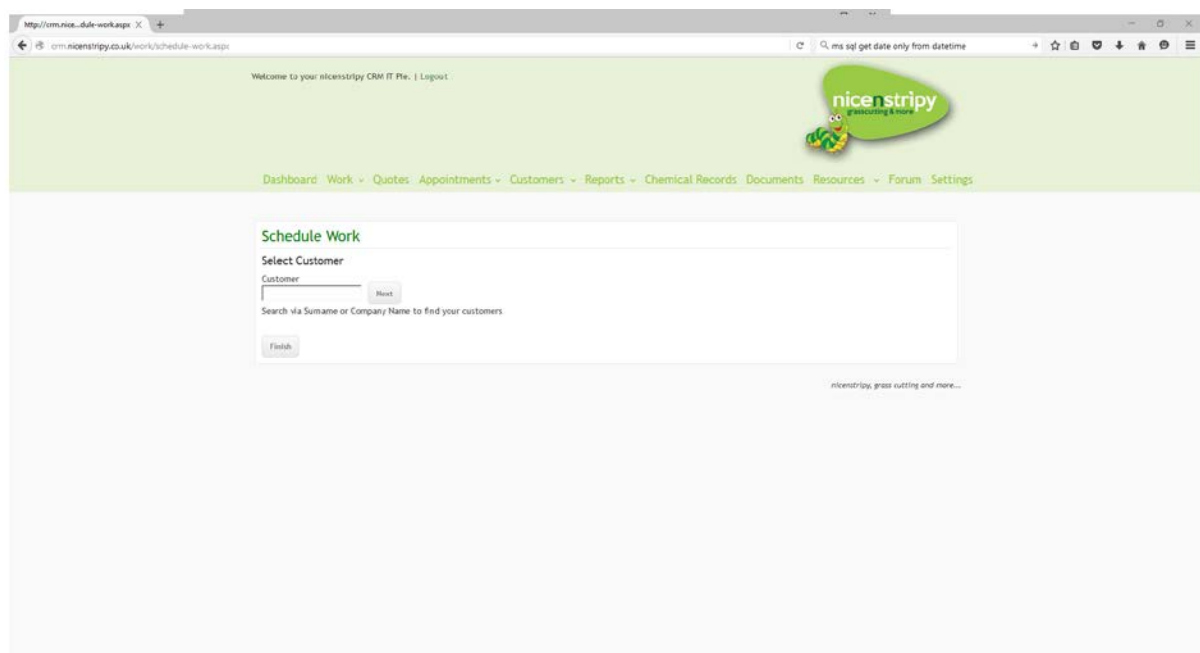 http://crm.nice...dule-work.aspx
crm.nicenstripy.co.uk/work/schedule-work.aspx
ms sql get date only from datetime
Welcome to your nicenstripy CRM IT Pie. | Logout
nicenstripy
grasscutting & more
Dashboard Work Quotes Appointments Customers Reports Chemical Records Documents Resources Forum Settings
Schedule Work
Select Customer
Customer
Next
Search via Surname or Company Name to find your customers
Finish
nicenstripy, grass cutting and more...